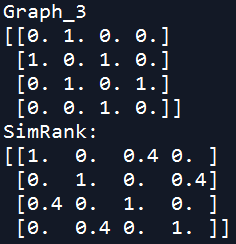 Graph_3
[[0. 1. 0. 0.]
 [1. 0. 1. 0.]
 [0. 1. 0. 1.]
 [0. 0. 1. 0.]]
SimRank:
[[1.  0.  0.4 0. ]
 [0.  1.  0.  0.4]
 [0.4 0.  1.  0. ]
 [0.  0.4 0.  1. ]]